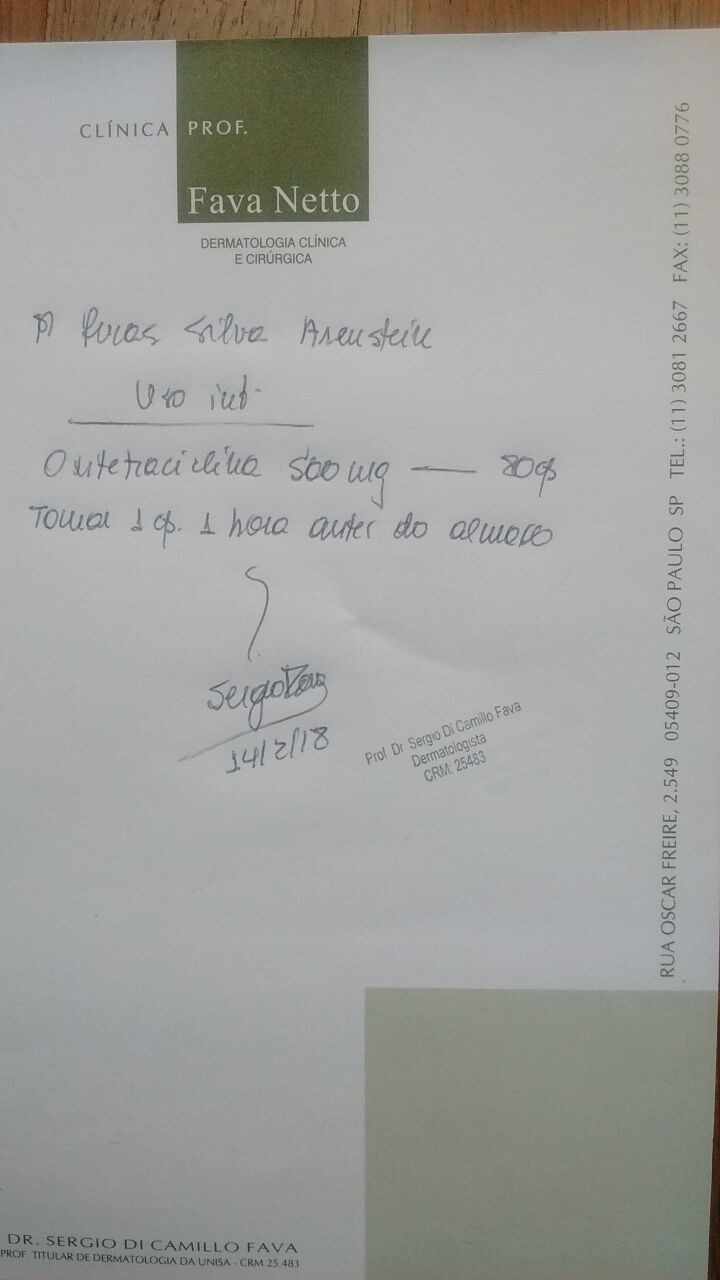 CLÍNICA PROF.
Fava Netto
DERMATOLOGIA CLÍNICA
E CIRÚRGICA
Lucas Silva Arenstein
Uso int.
Oxitetraciclina 500mg — 80cp
Tomar 1 cp. 1 hora antes do almoço
14/2/18
Prof Dr Sergio Di Camillo Fava
Dermatologista
CRM: 25483
RUA OSCAR FREIRE, 2.549 05409-012 SÃO PAULO SP TEL.: (11) 3081 2667 FAX: (11) 3088 0776
DR. SERGIO DI CAMILLO FAVA
PROF TITULAR DE DERMATOLOGIA DA UNISA - CRM 25.483